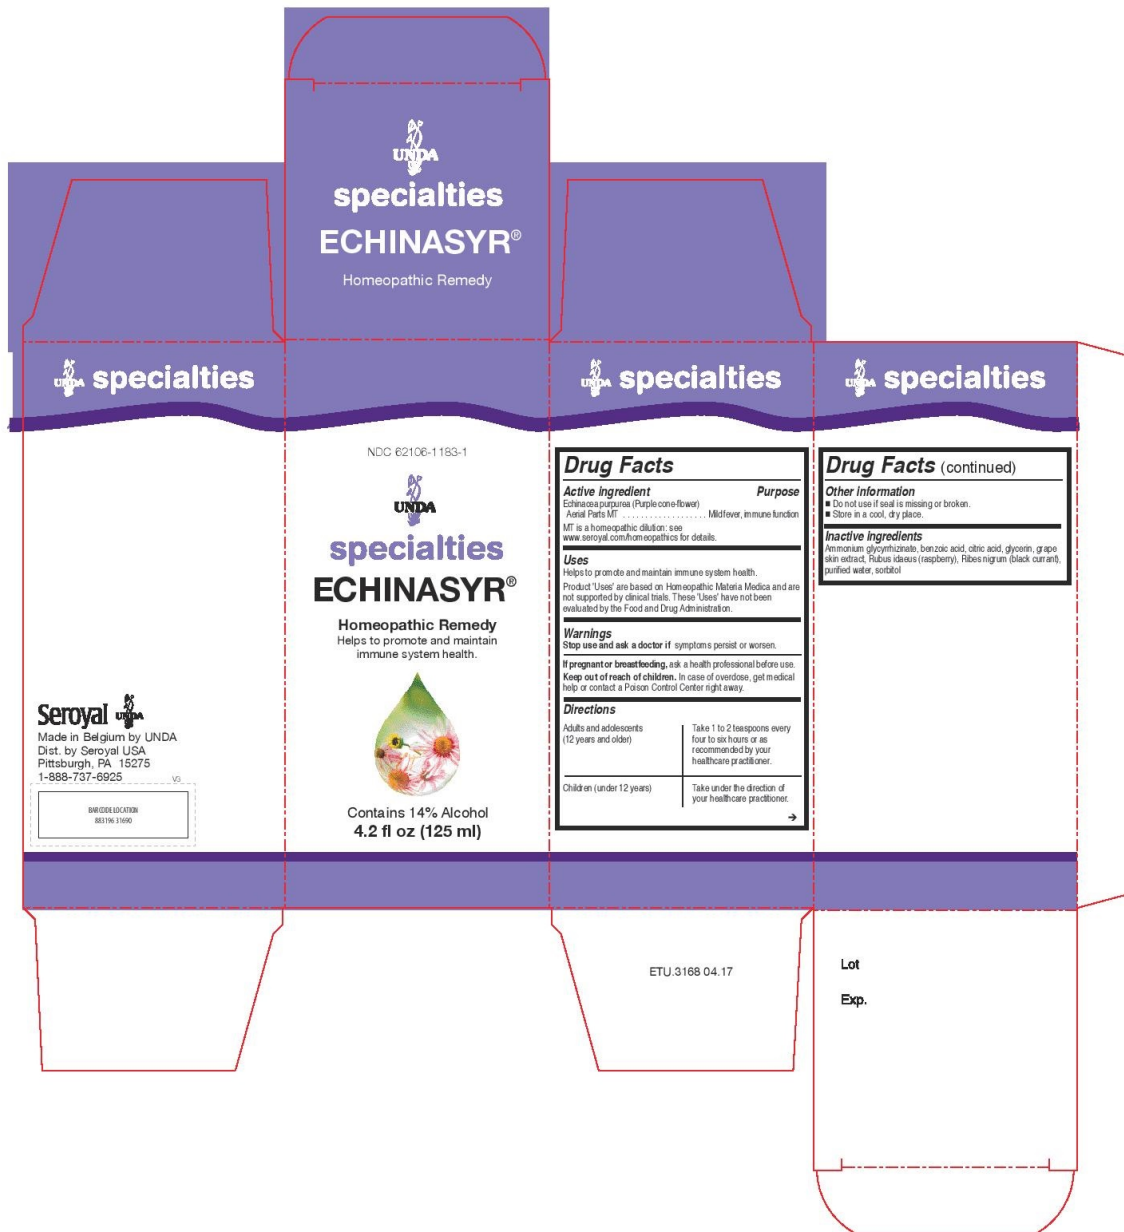 UNDA
specialties
ECHINASYR®
Homeopathic Remedy
UNDA specialties
UNDA specialties
UNDA specialties
Seroyal UNDA
Made in Belgium by UNDA
Dist. by Seroyal USA
Pittsburgh, PA 15275
1-888-737-6925
VG
BAR CODE LOCATION
883196 31690
NDC 62106-1183-1
UNDA
specialties
ECHINASYR®
Homeopathic Remedy
Helps to promote and maintain
immune system health.
Contains 14% Alcohol
4.2 fl oz (125 ml)
Drug Facts
Active ingredient Purpose
Echinacea purpurea (Purple cone-flower)
Aerial Parts MT . . . . . . . . . . . . . . . . . . . Mild fever, immune function
MT is a homeopathic dilution: see
www.seroyal.com/homeopathics for details.
Uses
Helps to promote and maintain immune system health.
Product 'Uses' are based on Homeopathic Materia Medica and are
not supported by clinical trials. These 'Uses' have not been
evaluated by the Food and Drug Administration.
Warnings
Stop use and ask a doctor if symptoms persist or worsen.
If pregnant or breastfeeding, ask a health professional before use.
Keep out of reach of children. In case of overdose, get medical
help or contact a Poison Control Center right away.
Directions
Adults and adolescents
(12 years and older)
Take 1 to 2 teaspoons every
four to six hours or as
recommended by your
healthcare practitioner.
Children (under 12 years)
Take under the direction of
your healthcare practitioner.
→
Drug Facts (continued)
Other information
■ Do not use if seal is missing or broken.
■ Store in a cool, dry place.
Inactive ingredients
Ammonium glycyrrhizinate, benzoic acid, citric acid, glycerin, grape
skin extract, Rubus idaeus (raspberry), Ribes nigrum (black currant),
purified water, sorbitol
ETU.3168 04.17
Lot
Exp.